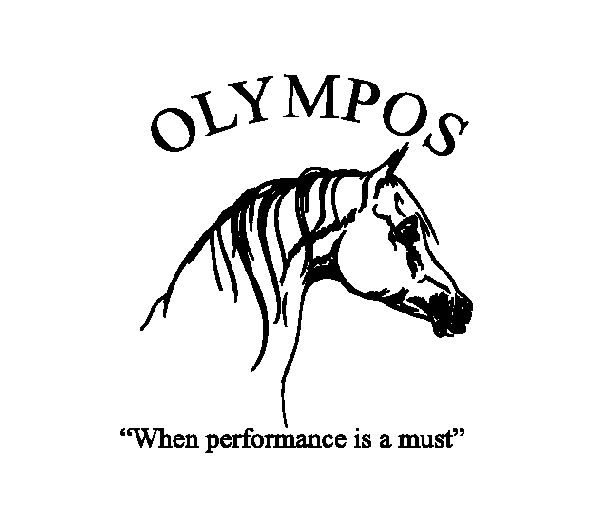 OLYMPOS
“When performance is a must”